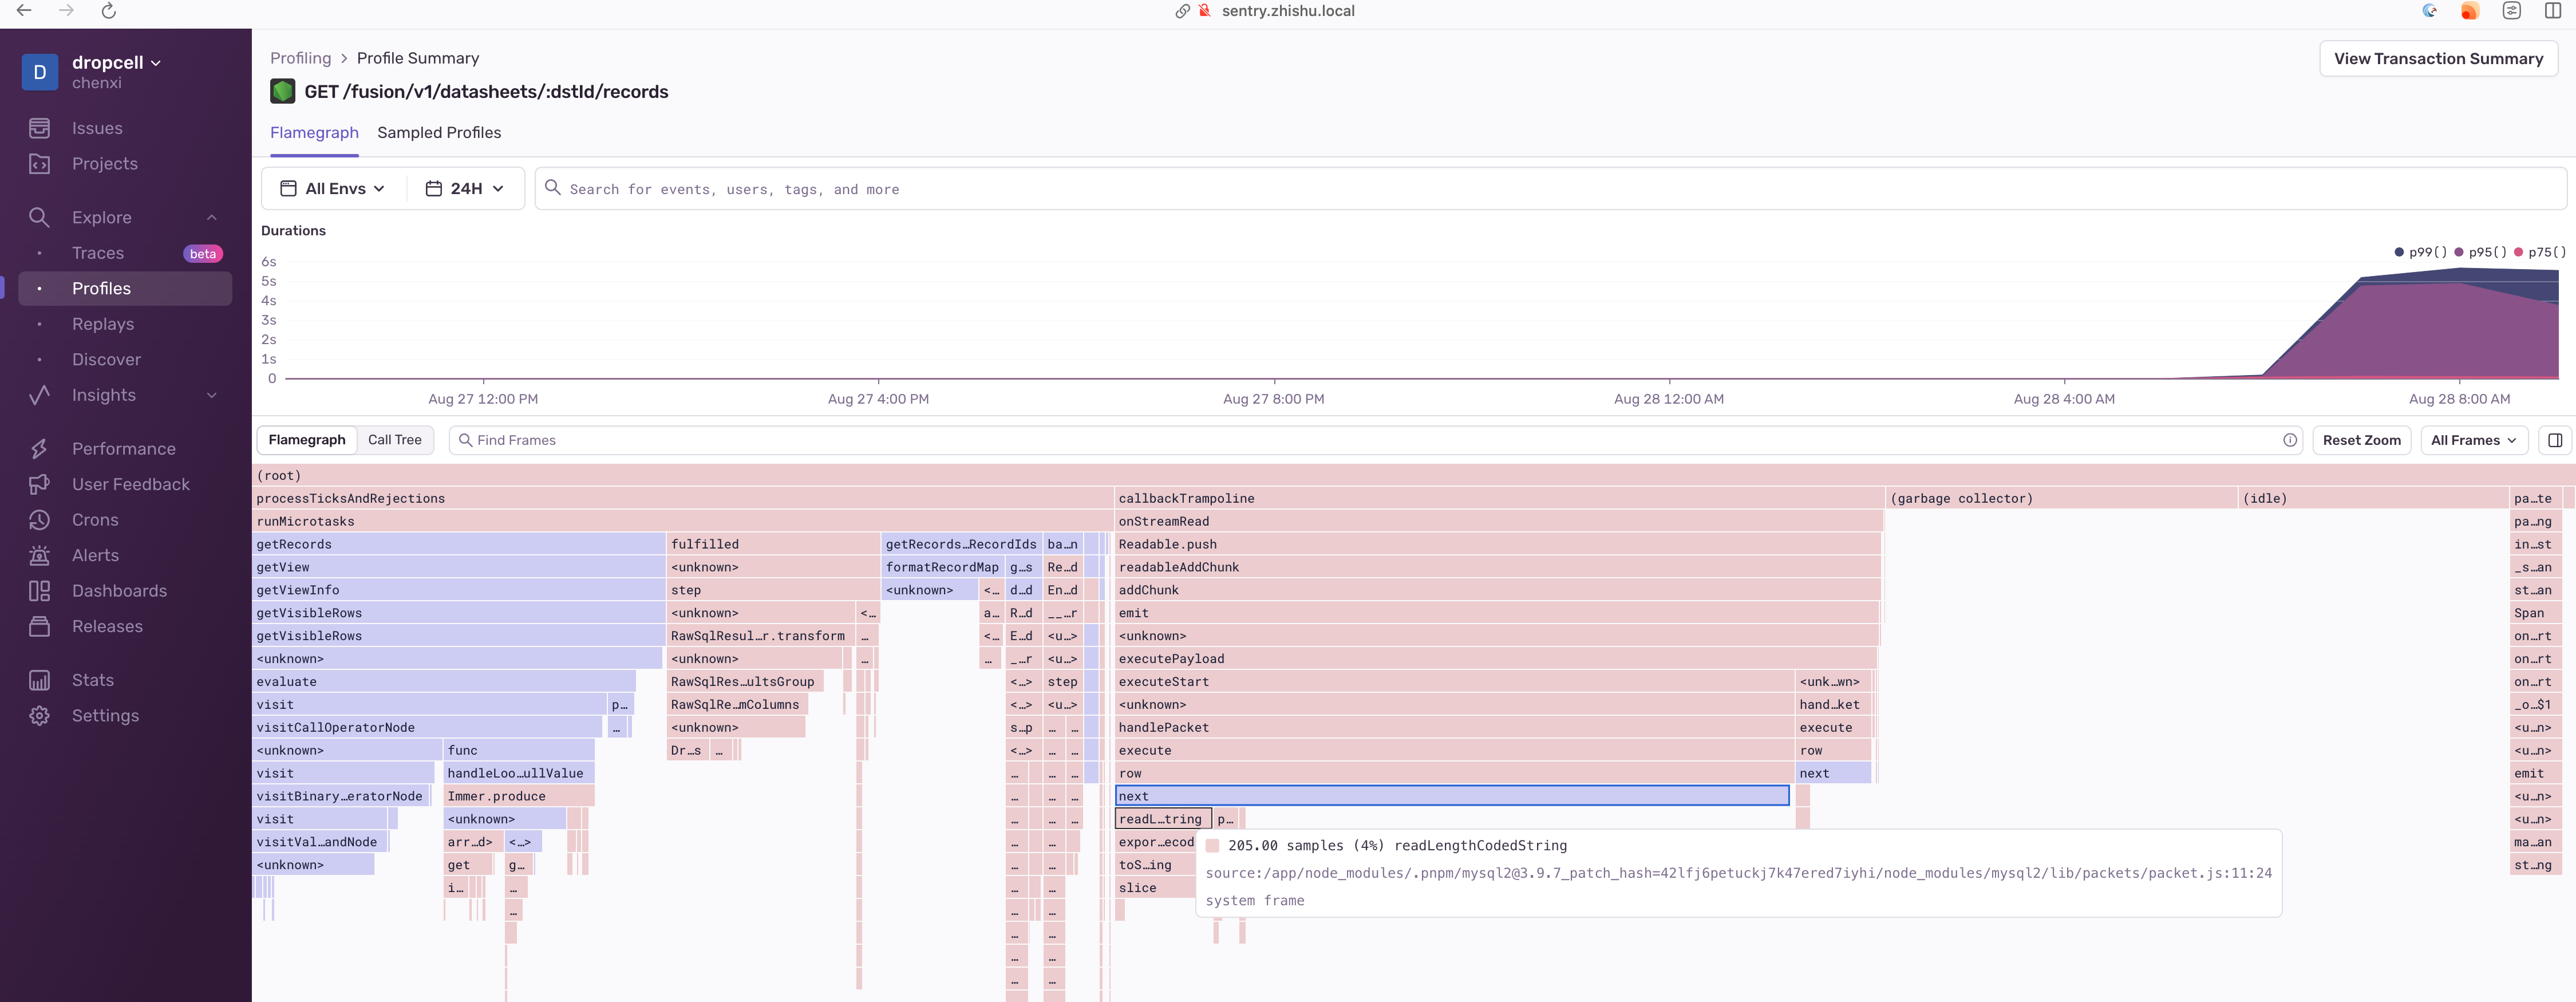 sentry.zhishu.local
D
dropcell
chenxi
Issues
Projects
Explore
Traces
beta
Profiles
Replays
Discover
Insights
Performance
User Feedback
Crons
Alerts
Dashboards
Releases
Stats
Settings
Profiling > Profile Summary
View Transaction Summary
GET /fusion/v1/datasheets/:dstId/records
Flamegraph Sampled Profiles
All Envs 24H Search for events, users, tags, and more
Durations
p99() p95() p75()
6s
5s
4s
3s
2s
1s
0
Aug 27 12:00 PM Aug 27 4:00 PM Aug 27 8:00 PM Aug 28 12:00 AM Aug 28 4:00 AM Aug 28 8:00 AM
Flamegraph Call Tree Find Frames Reset Zoom All Frames
(root)
processTicksAndRejections callbackTrampoline (garbage collector) (idle) pa…te
runMicrotasks onStreamRead pa…ng
getRecords fulfilled getRecords…RecordIds ba…n Readable.push in…st
getView <unknown> formatRecordMap g…s Re…d readableAddChunk _s…an
getViewInfo step <unknown> <… d…d En…d addChunk st…an
getVisibleRows <unknown> <… a… R…d __…r emit Span
getVisibleRows RawSqlResul…r.transform … <… E…d <u…> <unknown> on…rt
<unknown> <unknown> … … _…r <u…> executePayload on…rt
evaluate RawSqlRes…ultsGroup <…> step executeStart <unk…wn> on…rt
visit p… RawSqlRe…mColumns <…> <u…> <unknown> hand…ket _o…$1
visitCallOperatorNode … <unknown> s…p … … handlePacket execute <u…n>
<unknown> func Dr…s … <…> … … execute row <u…n>
visit handleLoo…ullValue … … … row next emit
visitBinary…eratorNode Immer.produce … … … next <u…n>
visit <unknown> … … … readL…tring p… <u…n>
visitVal…andNode arr…d> <…> … … expor…ecod ma…an
<unknown> get g… … … toS…ing st…ng
i… … … … slice
… … …
… …
… …
… …
205.00 samples (4%) readLengthCodedString
source:/app/node_modules/.pnpm/mysql2@3.9.7_patch_hash=42lfj6petuckj7k47ered7iyhi/node_modules/mysql2/lib/packets/packet.js:11:24
system frame